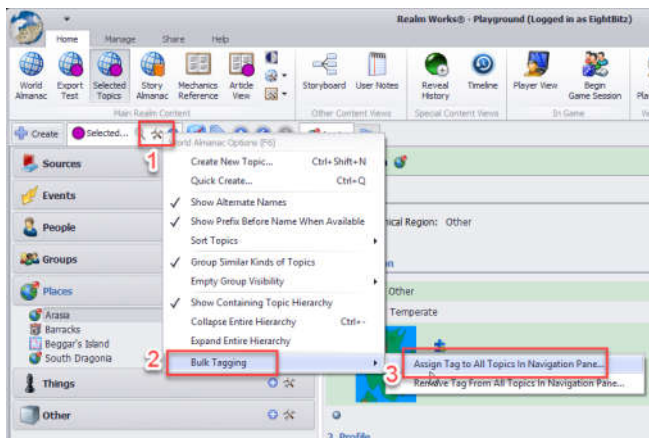 Realm Works® - Playground (Logged in as EightBitz)
Home Manage Share Help
World Almanac
Export Test
Selected Topics
Story Almanac
Mechanics Reference
Article View
Storyboard
User Notes
Reveal History
Timeline
Player View
Begin Game Session
Main Realm Content
Other Content Views
Special Content Views
In Game
Create
Selected...
1
World Almanac Options (F6)
Sources
Create New Topic... Ctrl+Shift+N
Quick Create... Ctrl+Q
Events
Show Alternate Names
People
Show Prefix Before Name When Available
Region: Other
Sort Topics
Groups
Group Similar Kinds of Topics
Empty Group Visibility
Places
Other
Show Containing Topic Hierarchy
Arasia
Temperate
Collapse Entire Hierarchy Ctrl+-
Barracks
Expand Entire Hierarchy
Beggar's Island
2
Bulk Tagging
South Dragonia
3
Assign Tag to All Topics In Navigation Pane...
Things
Remove Tag From All Topics In Navigation Pane...
Other
2. Profile